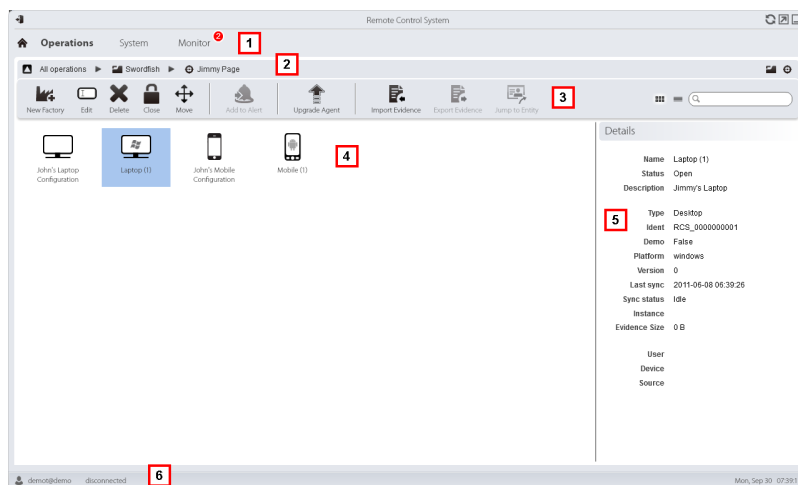 Remote Control System
Operations System Monitor 2 1
All operations Swordfish Jimmy Page 2
New Factory Edit Delete Close Move Add to Alert Upgrade Agent Import Evidence Export Evidence Jump to Entity 3
Details
John's Laptop Configuration
Laptop (1)
John's Mobile Configuration
Mobile (1)
4
Name Laptop (1)
Status Open
Description Jimmy's Laptop
5
Type Desktop
Ident RCS_0000000001
Demo False
Platform windows
Version 0
Last sync 2011-06-08 06:39:26
Sync status Idle
Instance
Evidence Size 0 B
User
Device
Source
demot@demo disconnected 6
Mon, Sep 30 07:39:1